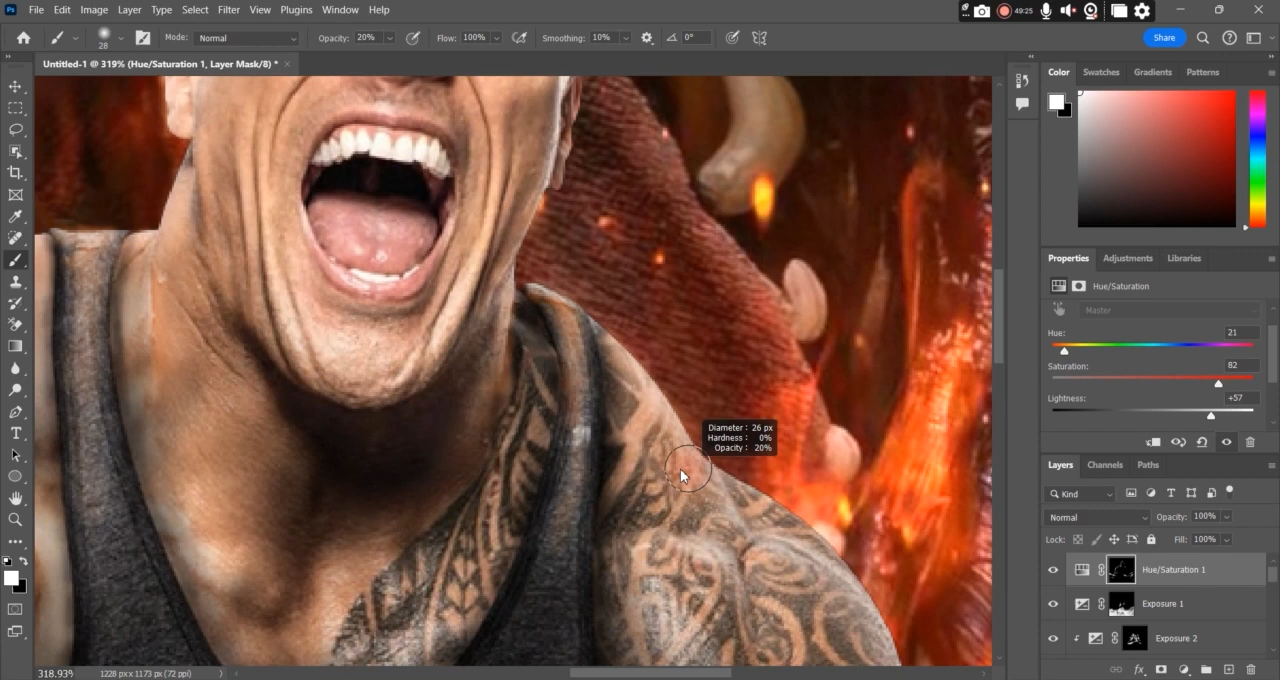 Ps File Edit Image Layer Type Select Filter View Plugins Window Help 49:25
28 Mode: Normal Opacity: 20% Flow: 100% Smoothing: 10% 0° Share
Untitled-1 @ 319% (Hue/Saturation 1, Layer Mask/8) *
Color Swatches Gradients Patterns
Properties Adjustments Libraries
Hue/Saturation
Master
Hue: 21
Saturation: 82
Lightness: +57
Diameter: 26 px
Hardness: 0%
Opacity: 20%
Layers Channels Paths
Kind
Normal Opacity: 100%
Lock: Fill: 100%
Hue/Saturation 1
Exposure 1
Exposure 2
318.93% 1228 px x 1173 px (72 ppi)